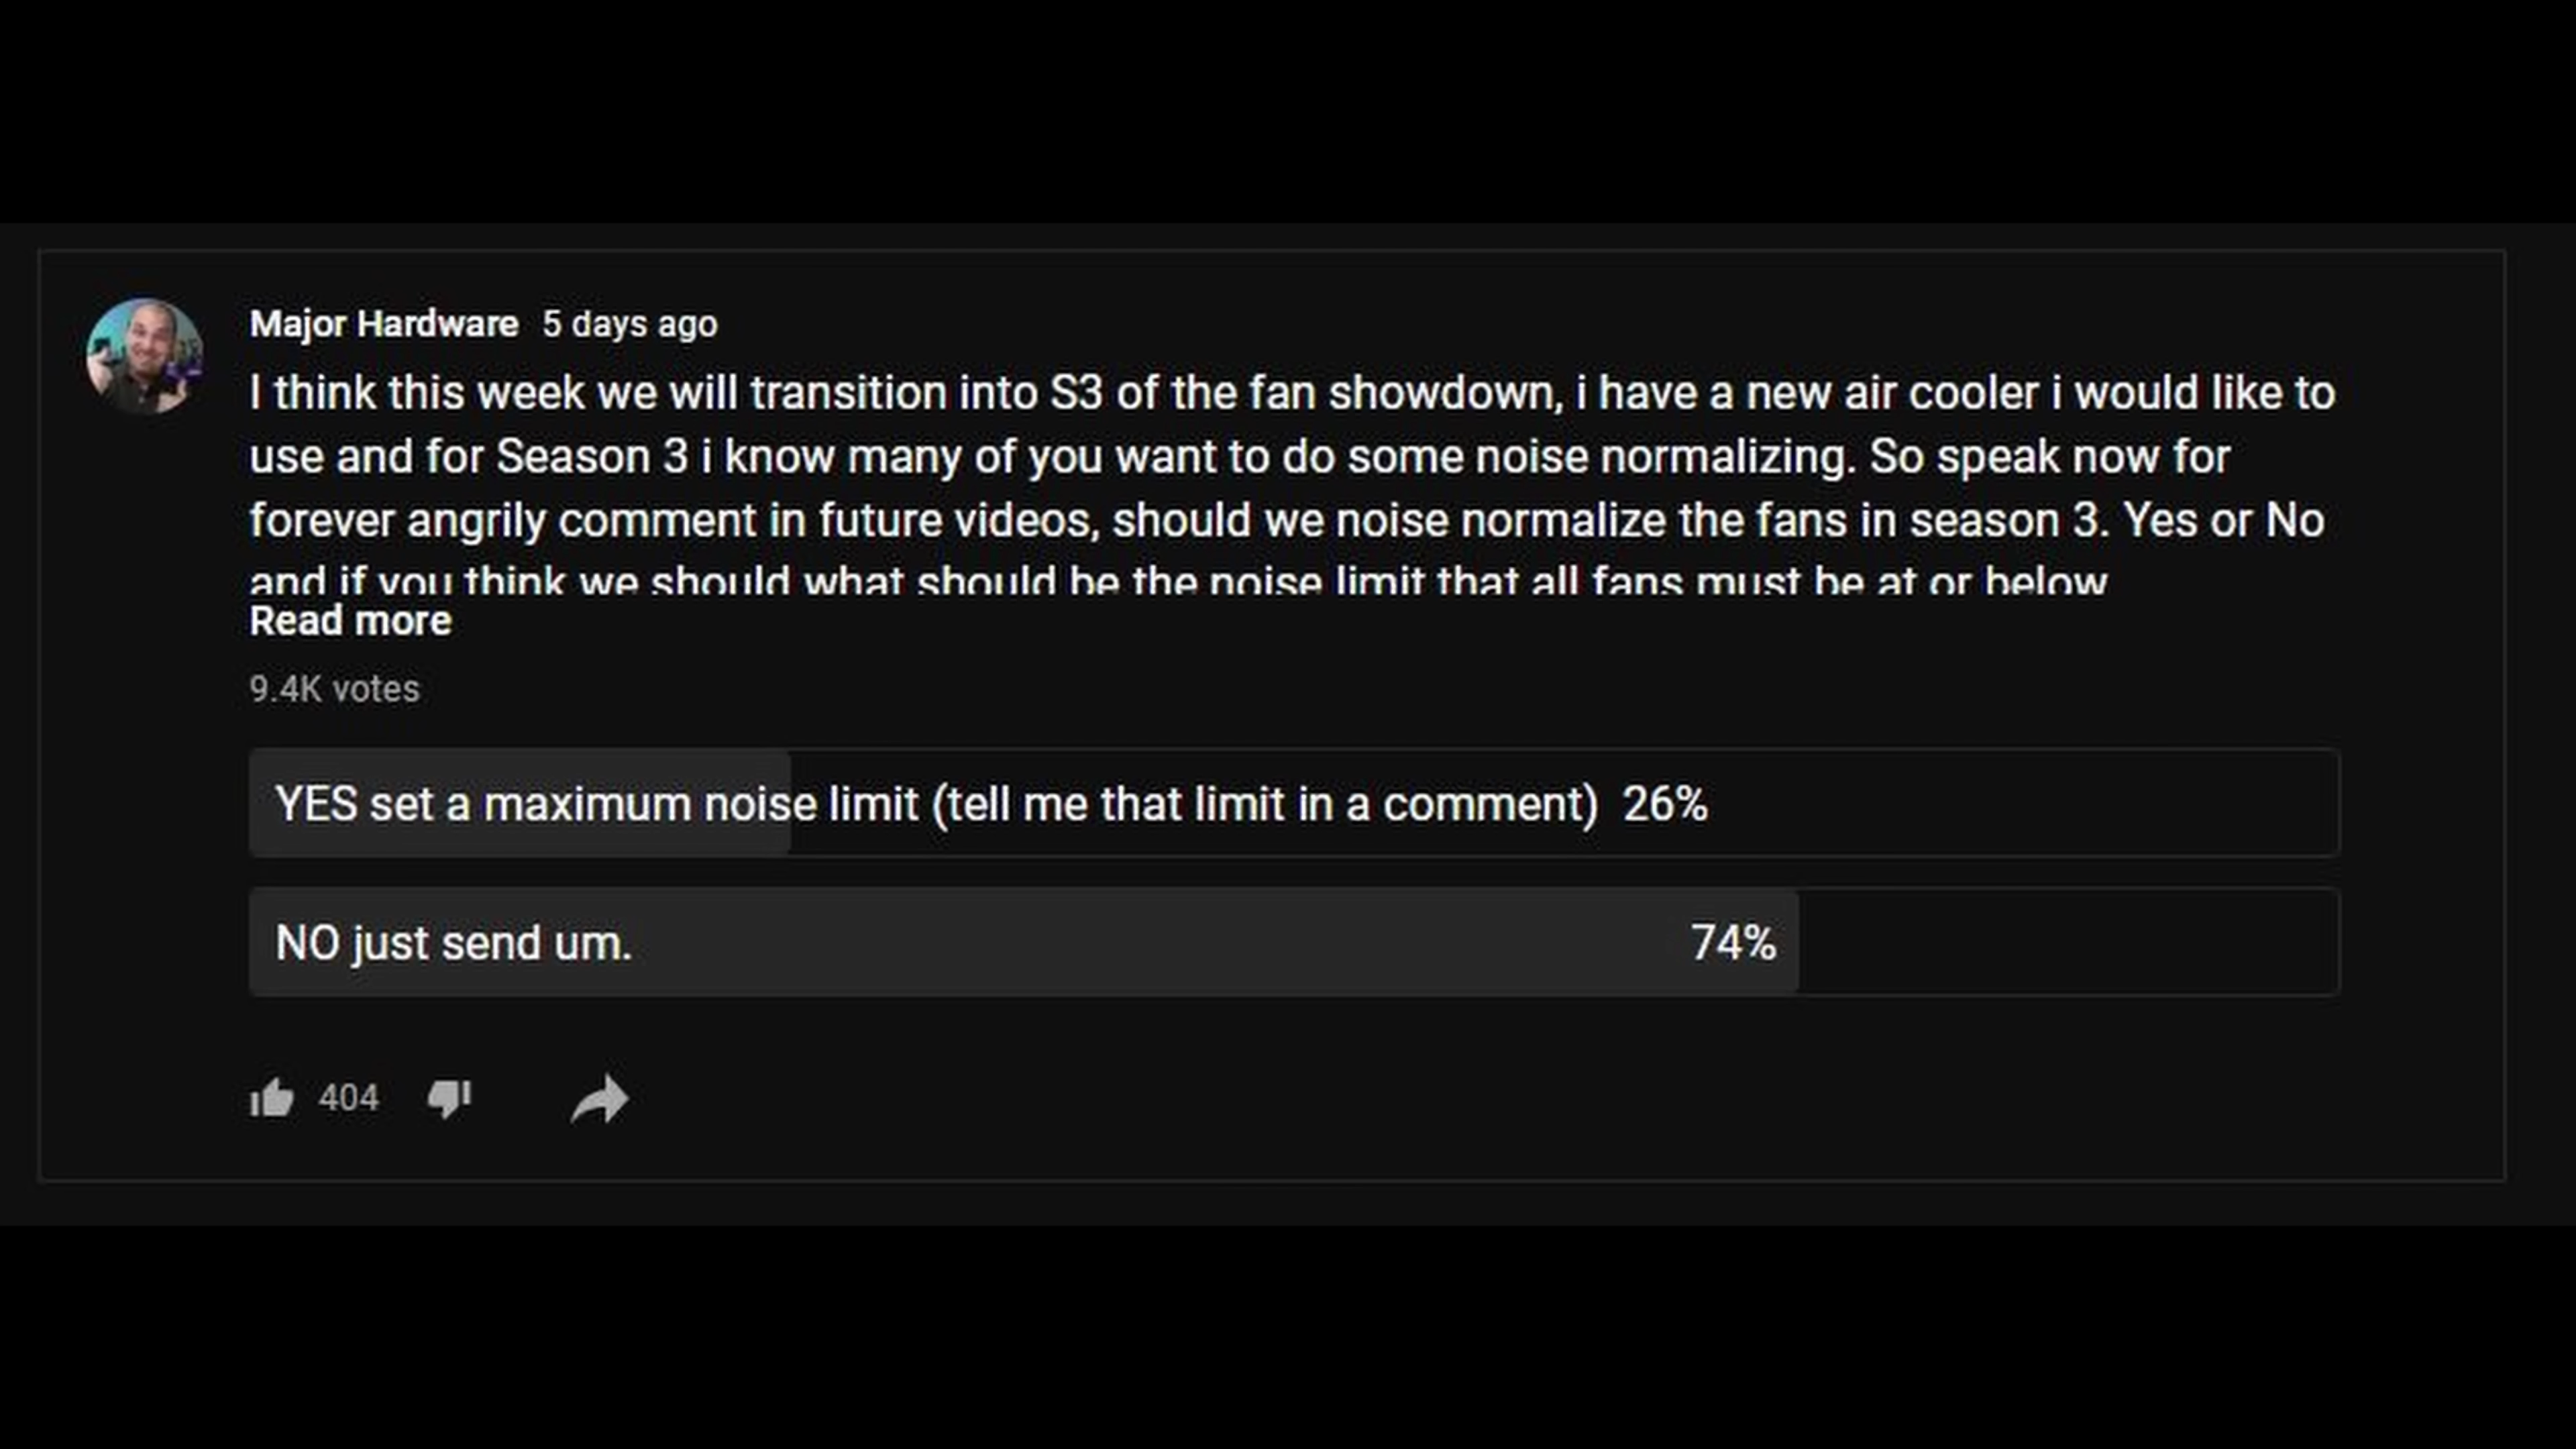 Major Hardware 5 days ago
I think this week we will transition into S3 of the fan showdown, i have a new air cooler i would like to
use and for Season 3 i know many of you want to do some noise normalizing. So speak now for
forever angrily comment in future videos, should we noise normalize the fans in season 3. Yes or No
and if you think we should what should be the noise limit that all fans must be at or below
Read more
9.4K votes
YES set a maximum noise limit (tell me that limit in a comment) 26%
NO just send um. 74%
404